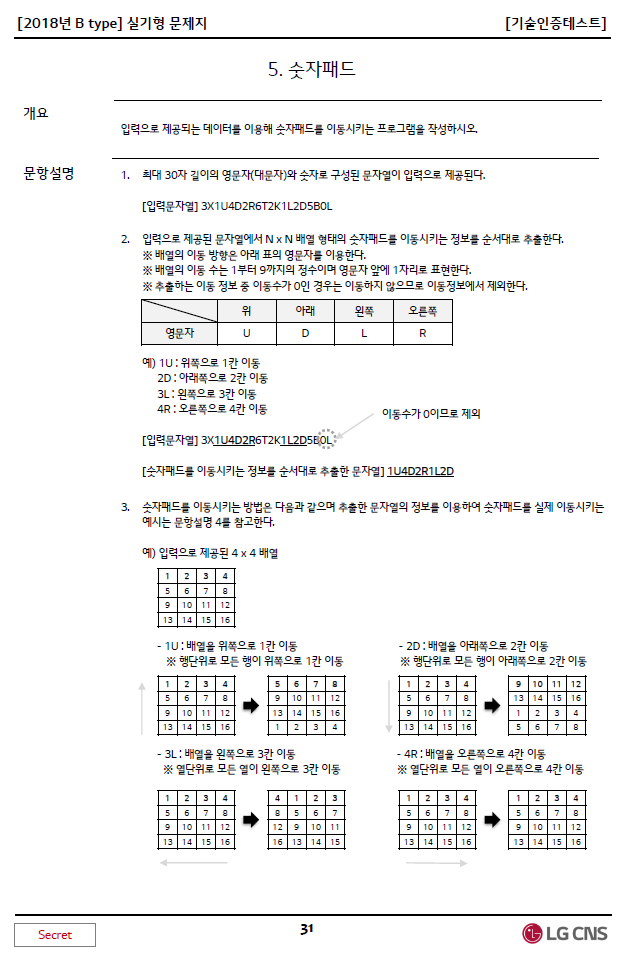 [2018년 B type] 실기형 문제지 [기술인증테스트]
5. 숫자패드
개요
입력으로 제공되는 데이터를 이용해 숫자패드를 이동시키는 프로그램을 작성하시오.
문항설명
1. 최대 30자 길이의 영문자(대문자)와 숫자로 구성된 문자열이 입력으로 제공된다.
[입력문자열] 3X1U4D2R6T2K1L2D5B0L
2. 입력으로 제공된 문자열에서 N x N 배열 형태의 숫자패드를 이동시키는 정보를 순서대로 추출한다.
※ 배열의 이동 방향은 아래 표의 영문자를 이용한다.
※ 배열의 이동 수는 1부터 9까지의 정수이며 영문자 앞에 1자리로 표현한다.
※ 추출하는 이동 정보 중 이동수가 0인 경우는 이동하지 않으므로 이동정보에서 제외한다.
위 아래 왼쪽 오른쪽
영문자 U D L R
예) 1U : 위쪽으로 1칸 이동
2D : 아래쪽으로 2칸 이동
3L : 왼쪽으로 3칸 이동
4R : 오른쪽으로 4칸 이동
이동수가 0이므로 제외
[입력문자열] 3X1U4D2R6T2K1L2D5B0L
[숫자패드를 이동시키는 정보를 순서대로 추출한 문자열] 1U4D2R1L2D
3. 숫자패드를 이동시키는 방법은 다음과 같으며 추출한 문자열의 정보를 이용하여 숫자패드를 실제 이동시키는
예시는 문항설명 4를 참고한다.
예) 입력으로 제공된 4 x 4 배열
1 2 3 4
5 6 7 8
9 10 11 12
13 14 15 16
- 1U : 배열을 위쪽으로 1칸 이동
※ 행단위로 모든 행이 위쪽으로 1칸 이동
1 2 3 4 5 6 7 8
5 6 7 8 9 10 11 12
9 10 11 12 13 14 15 16
13 14 15 16 1 2 3 4
- 2D : 배열을 아래쪽으로 2칸 이동
※ 행단위로 모든 행이 아래쪽으로 2칸 이동
1 2 3 4 9 10 11 12
5 6 7 8 13 14 15 16
9 10 11 12 1 2 3 4
13 14 15 16 5 6 7 8
- 3L : 배열을 왼쪽으로 3칸 이동
※ 열단위로 모든 열이 왼쪽으로 3칸 이동
1 2 3 4 4 1 2 3
5 6 7 8 8 5 6 7
9 10 11 12 12 9 10 11
13 14 15 16 16 13 14 15
- 4R : 배열을 오른쪽으로 4칸 이동
※ 열단위로 모든 열이 오른쪽으로 4칸 이동
1 2 3 4 1 2 3 4
5 6 7 8 5 6 7 8
9 10 11 12 9 10 11 12
13 14 15 16 13 14 15 16
Secret
31
LG CNS